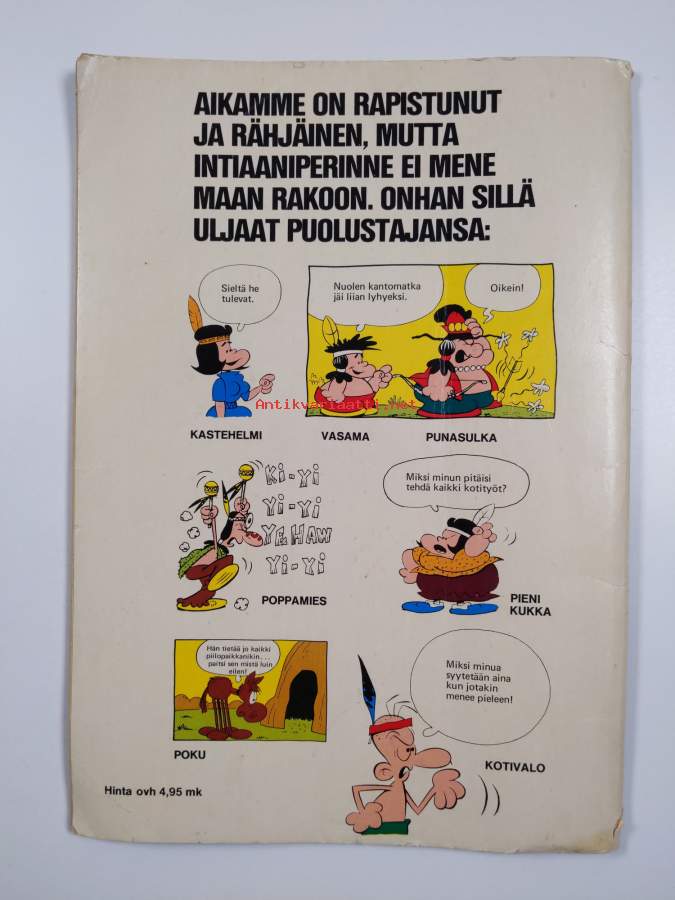 AIKAMME ON RAPISTUNUT
JA RÄHJÄINEN, MUTTA
INTIAANIPERINNE EI MENE
MAAN RAKOON. ONHAN SILLÄ
ULJAAT PUOLUSTAJANSA:
Sieltä he
tulevat.
Nuolen kantomatka
jäi liian lyhyeksi.
Oikein!
Antikvariaatti.net
KASTEHELMI
VASAMA
PUNASULKA
Ki-Yi
Yi-Yi
YEHAW
Yi-Yi
POPPAMIES
Miksi minun pitäisi
tehdä kaikki kotityöt?
PIENI
KUKKA
Hän tietää jo kaikki
piilopaikkanikin....
paitsi sen mistä luin
eilen!
POKU
Miksi minua
syytetään aina
kun jotakin
menee pieleen!
KOTIVALO
Hinta ovh 4,95 mk